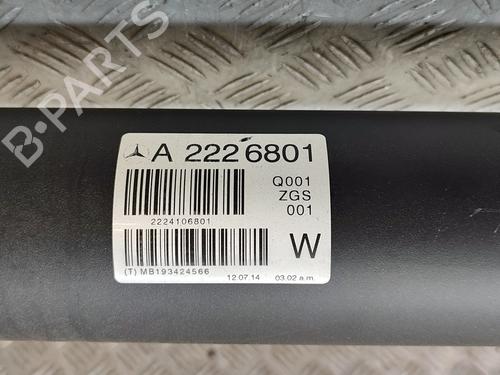 B-PARTS
A 222 6801
Q001
ZGS
001
2224106801
W
(T) MB193424566 12.07.14 03.02 a.m.